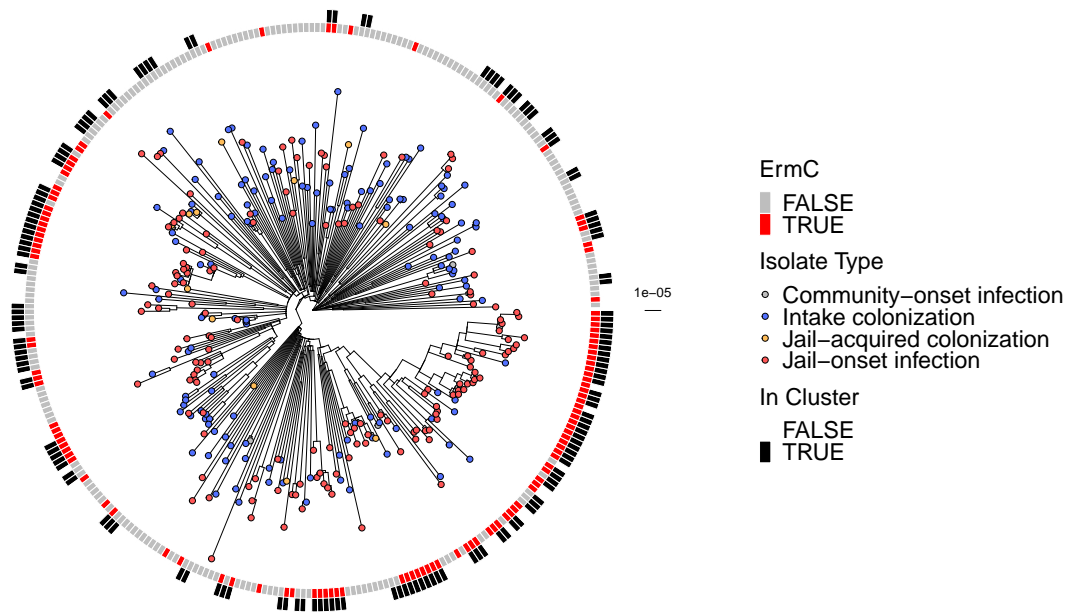 1e−05
ErmC
FALSE
TRUE
Isolate Type
Community−onset infection
Intake colonization
Jail−acquired colonization
Jail−onset infection
In Cluster
FALSE
TRUE